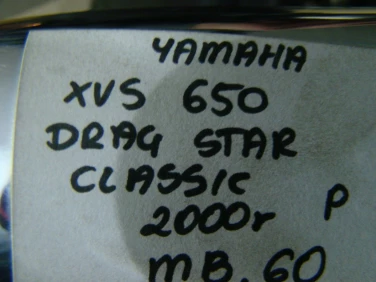 YAMAHA
XVS 650
DRAG STAR
CLASSIC
2000r P
MB. 60